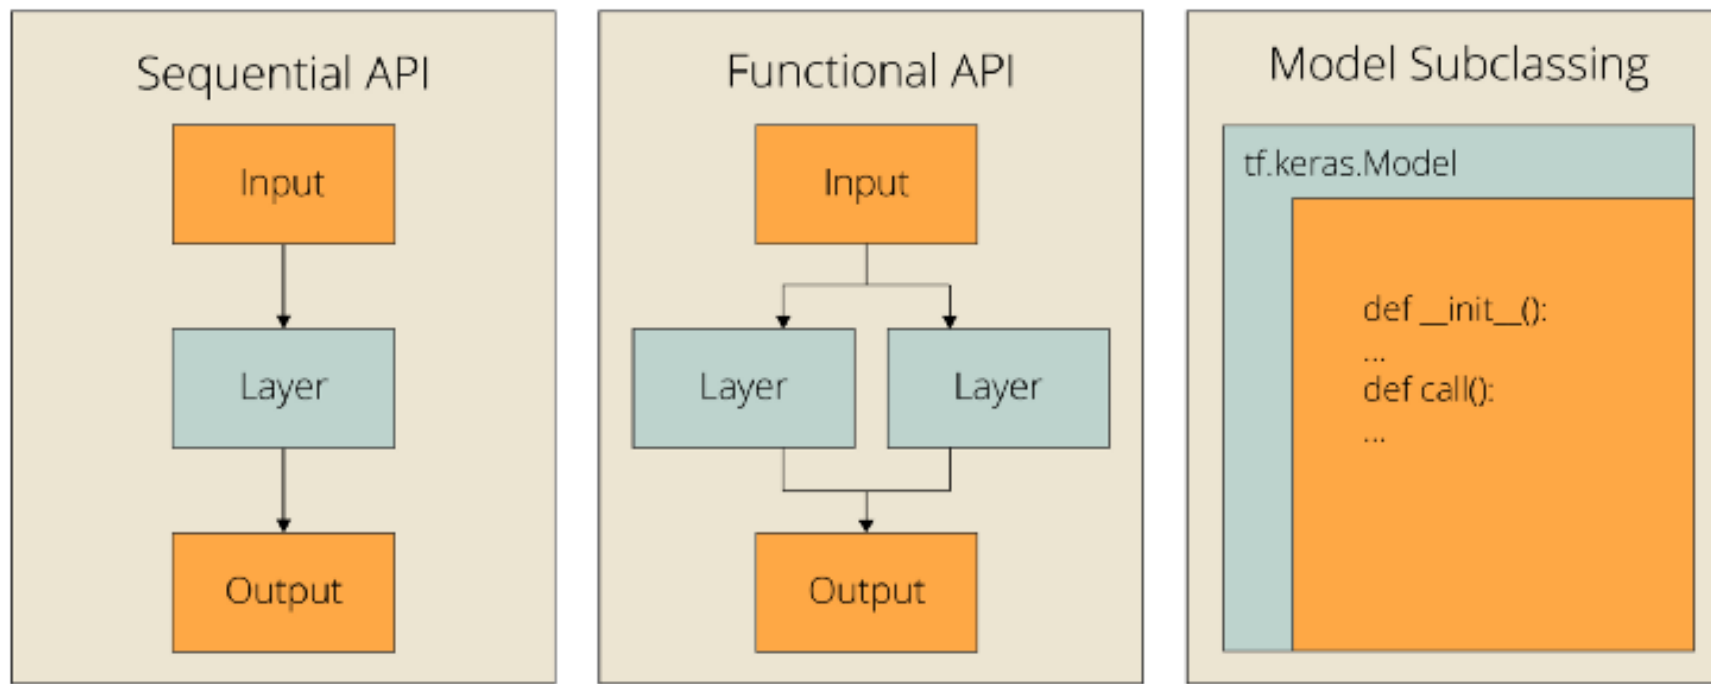 Sequential API
Input
Layer
Output
Functional API
Input
Layer
Layer
Output
Model Subclassing
tf.keras.Model
def __init__():
...
def call():
...